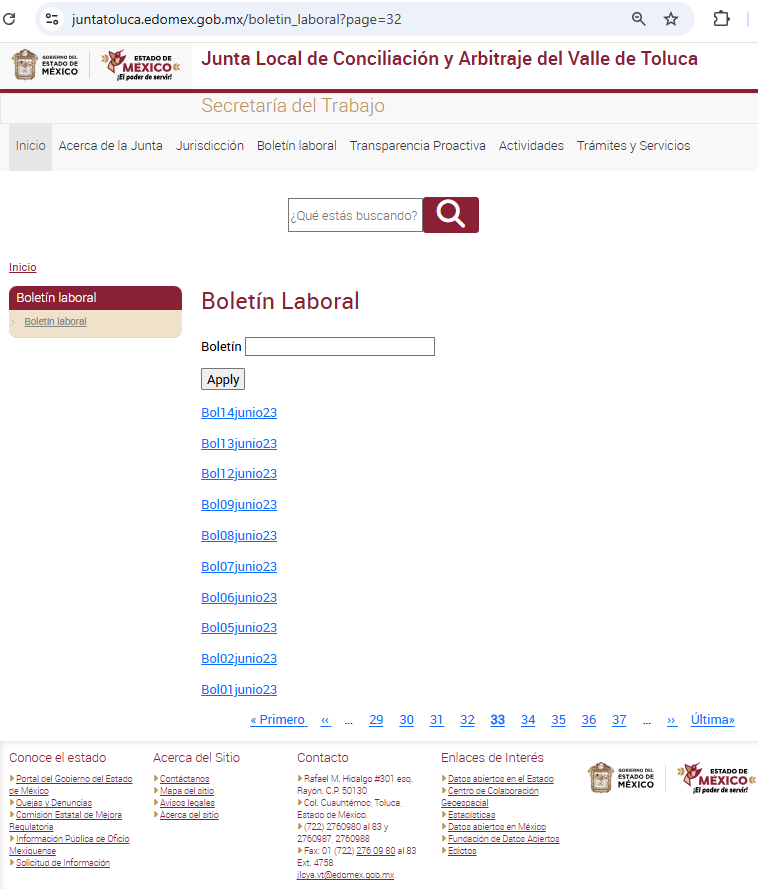 juntatoluca.edomex.gob.mx/boletin_laboral?page=32
GOBIERNO DEL
ESTADO DE
MÉXICO
ESTADO DE
MÉXICO
¡El poder de servir!
Junta Local de Conciliación y Arbitraje del Valle de Toluca
Secretaría del Trabajo
Inicio Acerca de la Junta Jurisdicción Boletín laboral Transparencia Proactiva Actividades Trámites y Servicios
¿Qué estás buscando?
Inicio
Boletín laboral
Boletín laboral
Boletín Laboral
Boletín
Apply
Bol14junio23
Bol13junio23
Bol12junio23
Bol09junio23
Bol08junio23
Bol07junio23
Bol06junio23
Bol05junio23
Bol02junio23
Bol01junio23
« Primero ‹‹ ... 29 30 31 32 33 34 35 36 37 ... ›› Última»
Conoce el estado
Portal del Gobierno del Estado
de México
Quejas y Denuncias
Comisión Estatal de Mejora
Regulatoria
Información Pública de Oficio
Mexiquense
Solicitud de Información
Acerca del Sitio
Contáctanos
Mapa del sitio
Avisos legales
Acerca del sitio
Contacto
Rafael M. Hidalgo #301 esq.
Rayón. C.P. 50130
Col. Cuauhtémoc, Toluca,
Estado de México.
(722) 2760980 al 83 y
2760987, 2760988
Fax: 01 (722) 276 09 80 al 83
Ext. 4758
jlcya.vt@edomex.gob.mx
Enlaces de Interés
Datos abiertos en el Estado
Centro de Colaboración
Geoespacial
Estadísticas
Datos abiertos en México
Fundación de Datos Abiertos
Edictos
GOBIERNO DEL
ESTADO DE
MÉXICO
ESTADO DE
MÉXICO
¡El poder de servir!